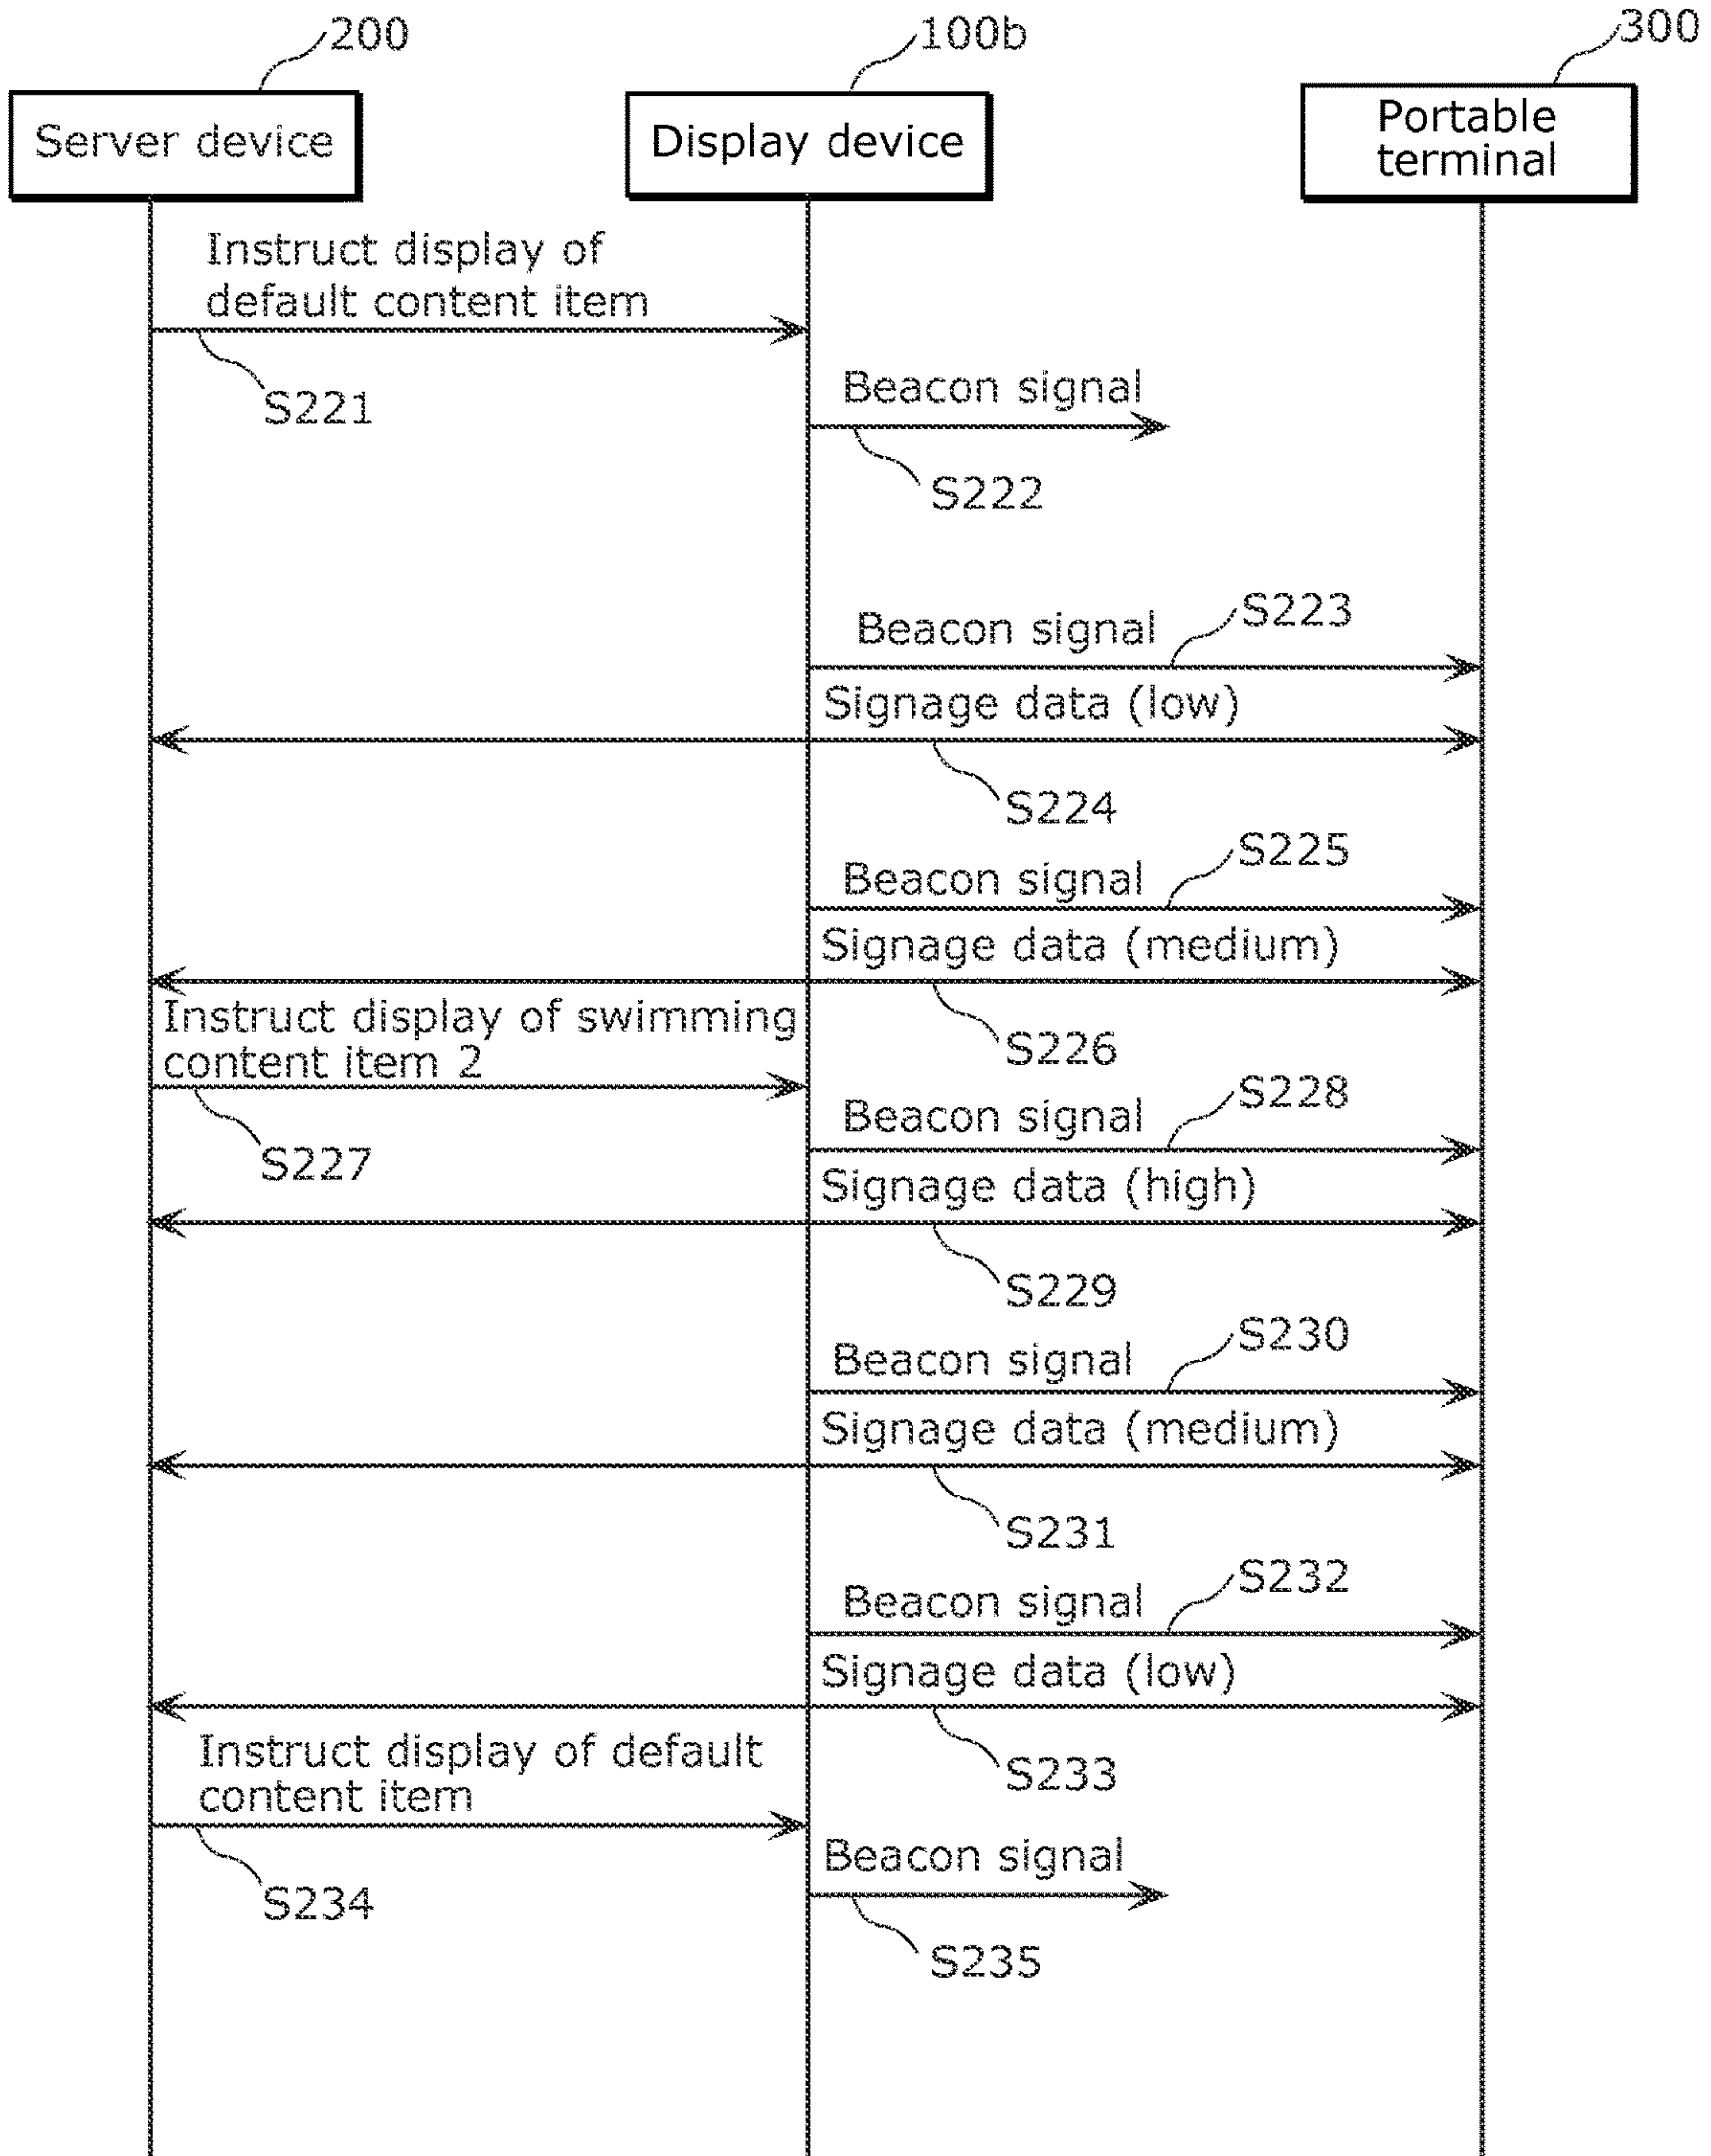 200
100b
300
Server device
Display device
Portable
terminal
Instruct display of
default content item
S221
Beacon signal
S222
Beacon signal
S223
Signage data (low)
S224
Beacon signal
S225
Signage data (medium)
S226
Instruct display of swimming
content item 2
S227
Beacon signal
S228
Signage data (high)
S229
Beacon signal
S230
Signage data (medium)
S231
Beacon signal
S232
Signage data (low)
S233
Instruct display of default
content item
S234
Beacon signal
S235